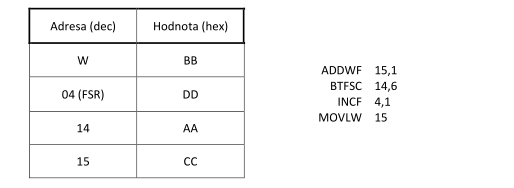 Adresa (dec) Hodnota (hex)
W BB
04 (FSR) DD
14 AA
15 CC
ADDWF 15,1
BTFSC 14,6
INCF 4,1
MOVLW 15